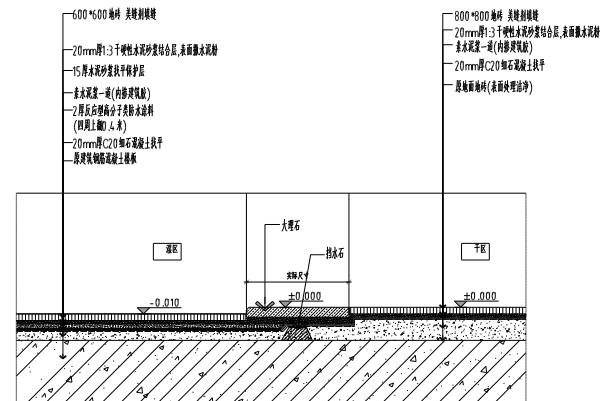 600*600 地砖 美缝剂填缝
20mm厚1:3干硬性水泥砂浆结合层,表面撒水泥粉
15厚水泥砂浆找平保护层
素水泥浆一道(内掺建筑胶)
2厚反应型高分子类防水涂料
(四周上翻0.4米)
20mm厚C20细石混凝土找平
原建筑钢筋混凝土楼板
800*800 地砖 美缝剂填缝
20mm厚1:3干硬性水泥砂浆结合层,表面撒水泥粉
素水泥浆一道(内掺建筑胶)
20mm厚C20细石混凝土找平
原地面地砖(表面处理洁净)
大理石
挡水石
湿区
干区
实际尺寸
-0.010
±0.000
±0.000